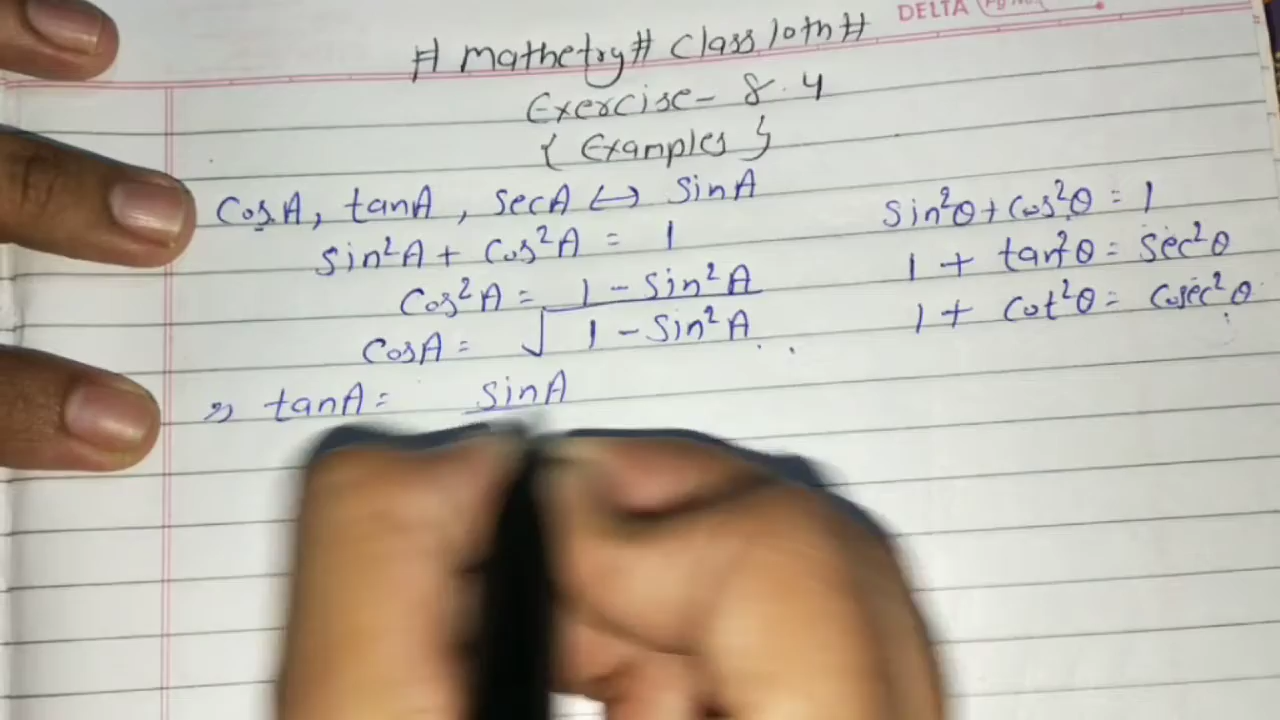 DELTA
# Mathetry # Class 10th #
Exercise - 8.4
{ Examples }
CosA, tanA, secA ↔ sinA
sin²A + Cos²A = 1
Cos²A = 1 - Sin²A
CosA = √1 - Sin²A
⇒ tanA = sinA
Sin²θ + Cos²θ = 1
1 + tan²θ = Sec²θ
1 + Cot²θ = Cosec²θ